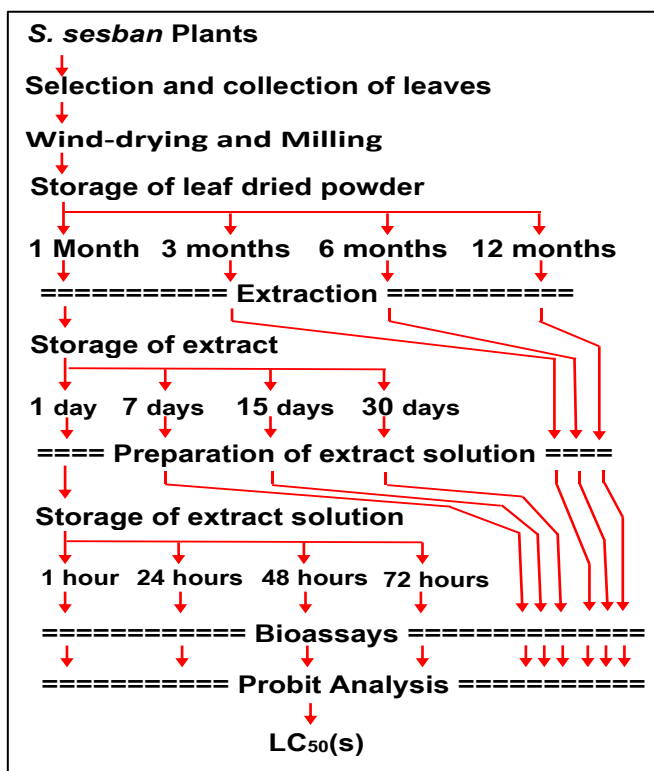 S. sesban Plants
Selection and collection of leaves
Wind-drying and Milling
Storage of leaf dried powder
1 Month 3 months 6 months 12 months
=========== Extraction ===========
Storage of extract
1 day 7 days 15 days 30 days
==== Preparation of extract solution ====
Storage of extract solution
1 hour 24 hours 48 hours 72 hours
============ Bioassays ==============
=========== Probit Analysis ===========
LC50(s)